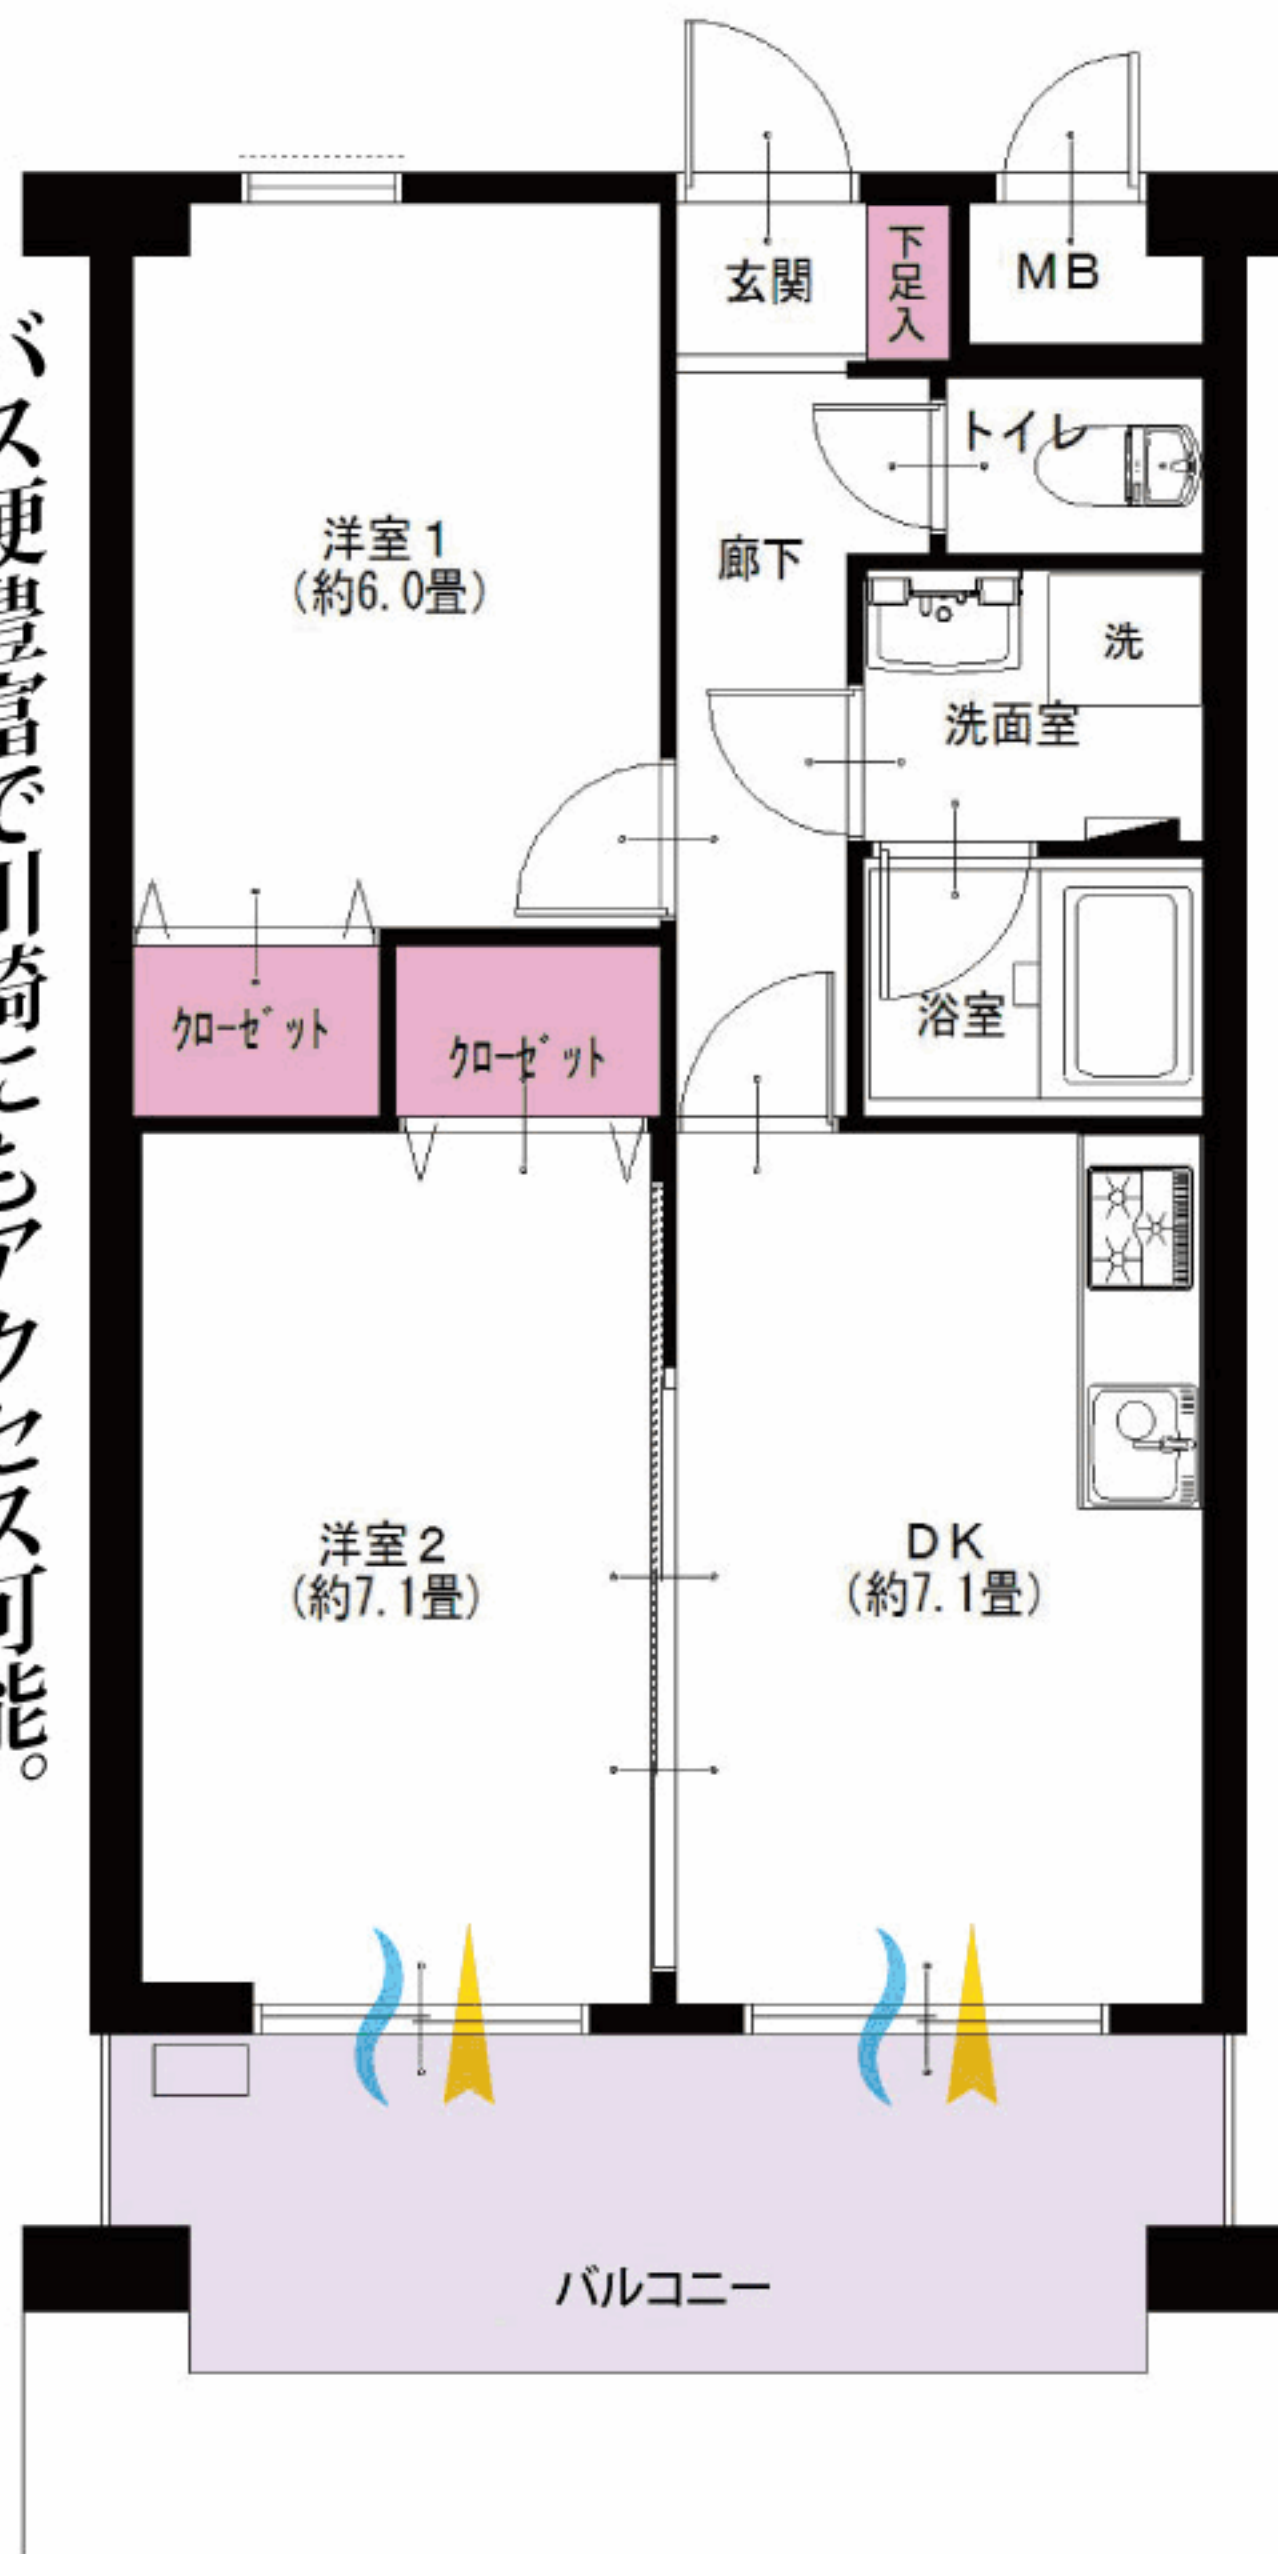 バス便豊富で川崎にもアクセス可能。
玄関
下足入
MB
トイレ
洋室1
(約6.0畳)
廊下
洗
洗面室
クローゼット
クローゼット
浴室
洋室2
(約7.1畳)
DK
(約7.1畳)
バルコニー